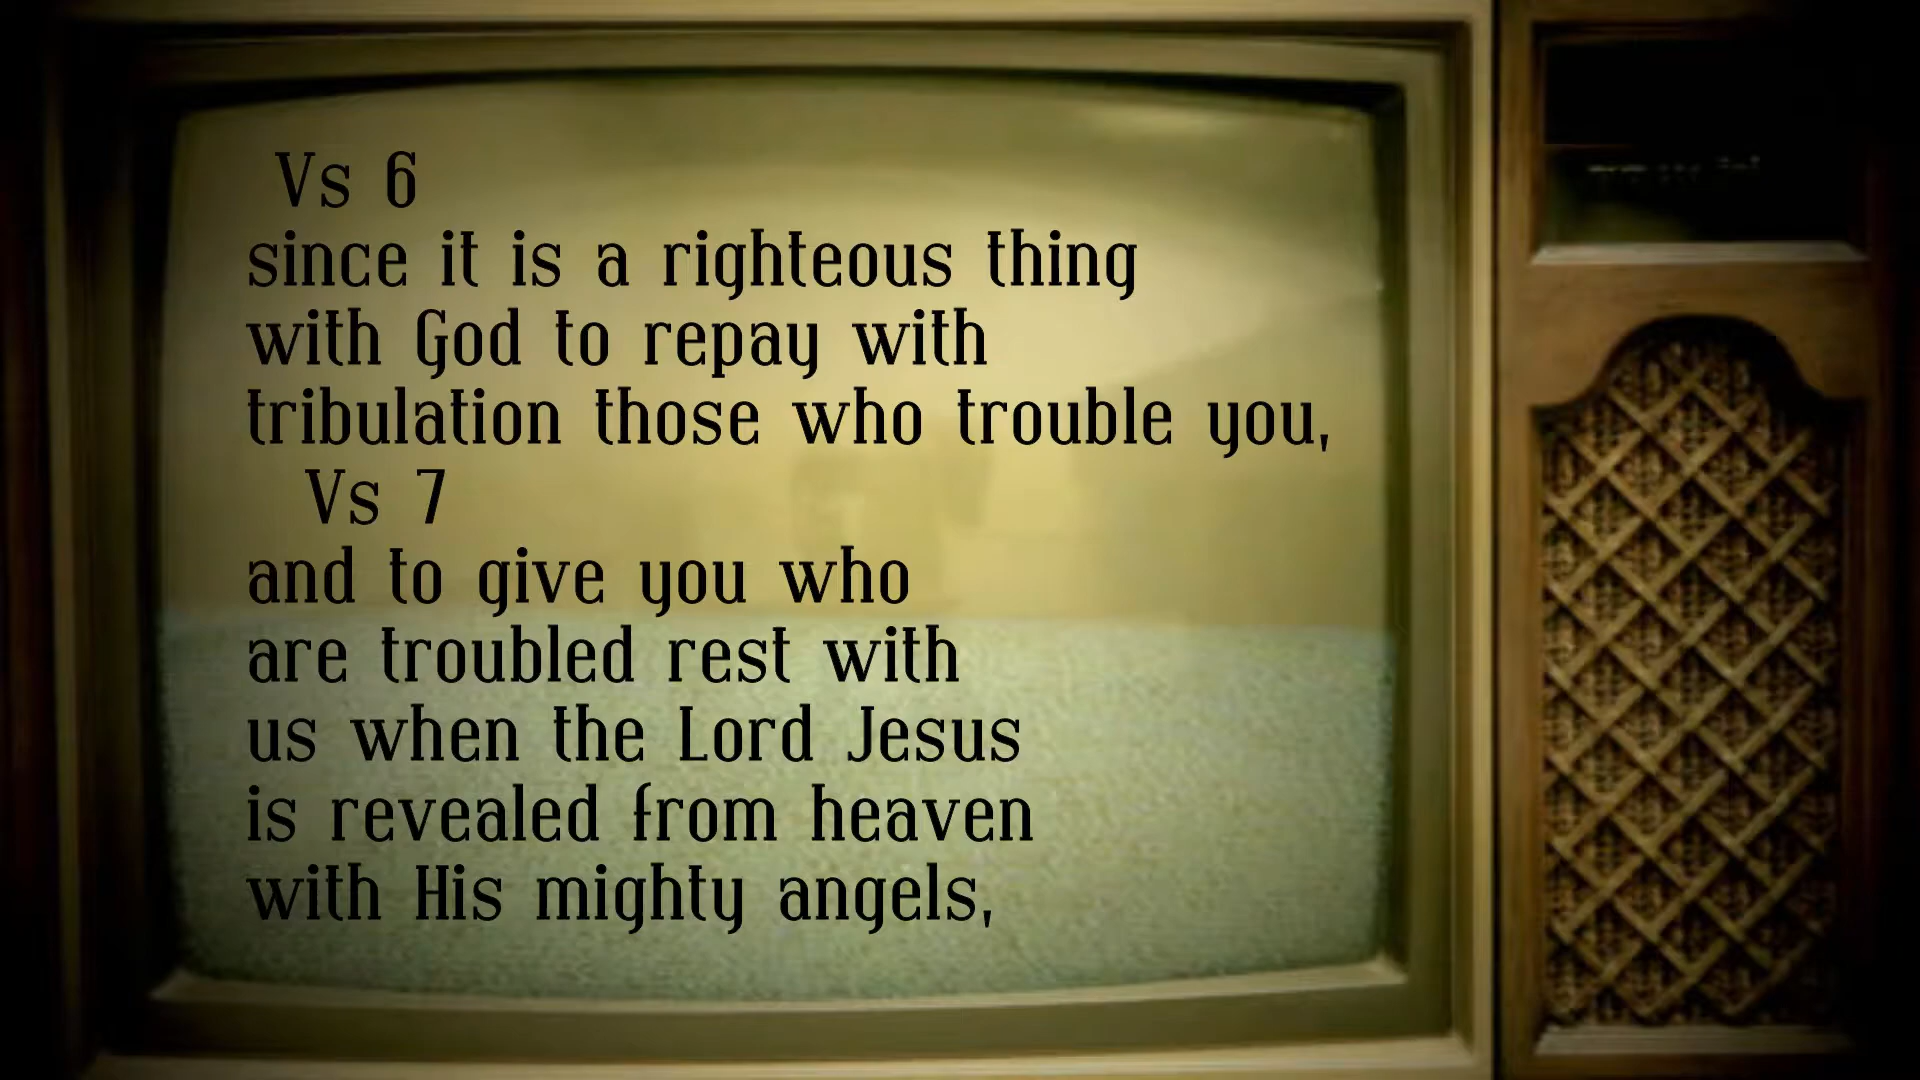 Vs 6
since it is a righteous thing
with God to repay with
tribulation those who trouble you,
Vs 7
and to give you who
are troubled rest with
us when the Lord Jesus
is revealed from heaven
with His mighty angels,